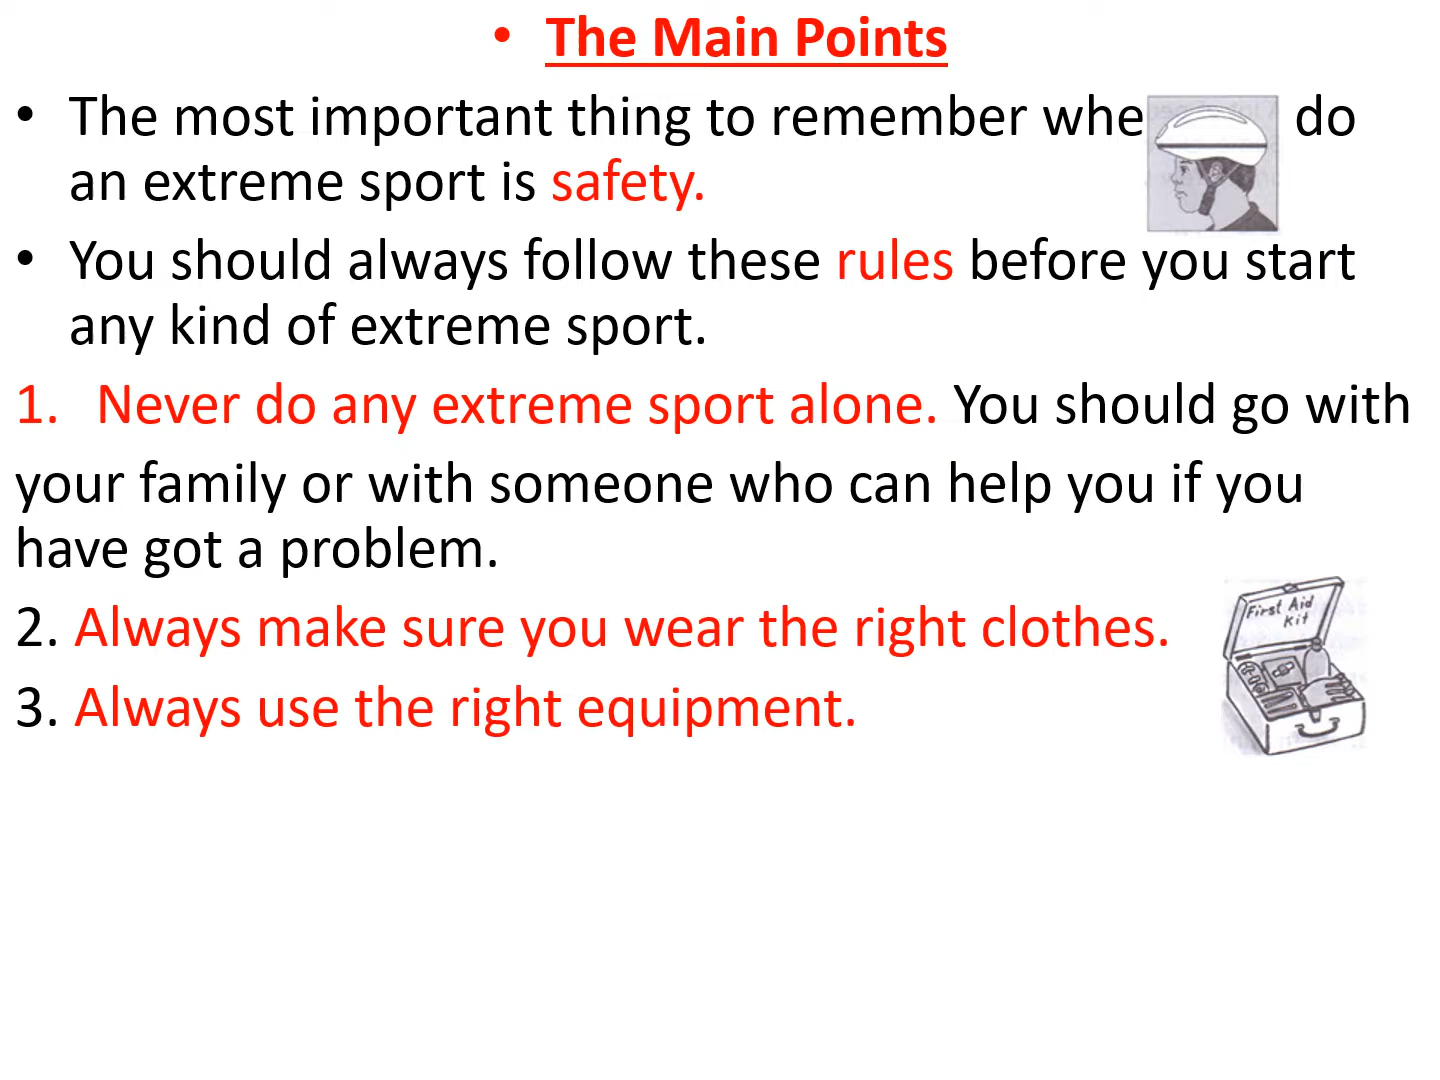 • The Main Points
• The most important thing to remember whe do
an extreme sport is safety.
• You should always follow these rules before you start
any kind of extreme sport.
1. Never do any extreme sport alone. You should go with
your family or with someone who can help you if you
have got a problem.
2. Always make sure you wear the right clothes.
First Aid
Kit
3. Always use the right equipment.